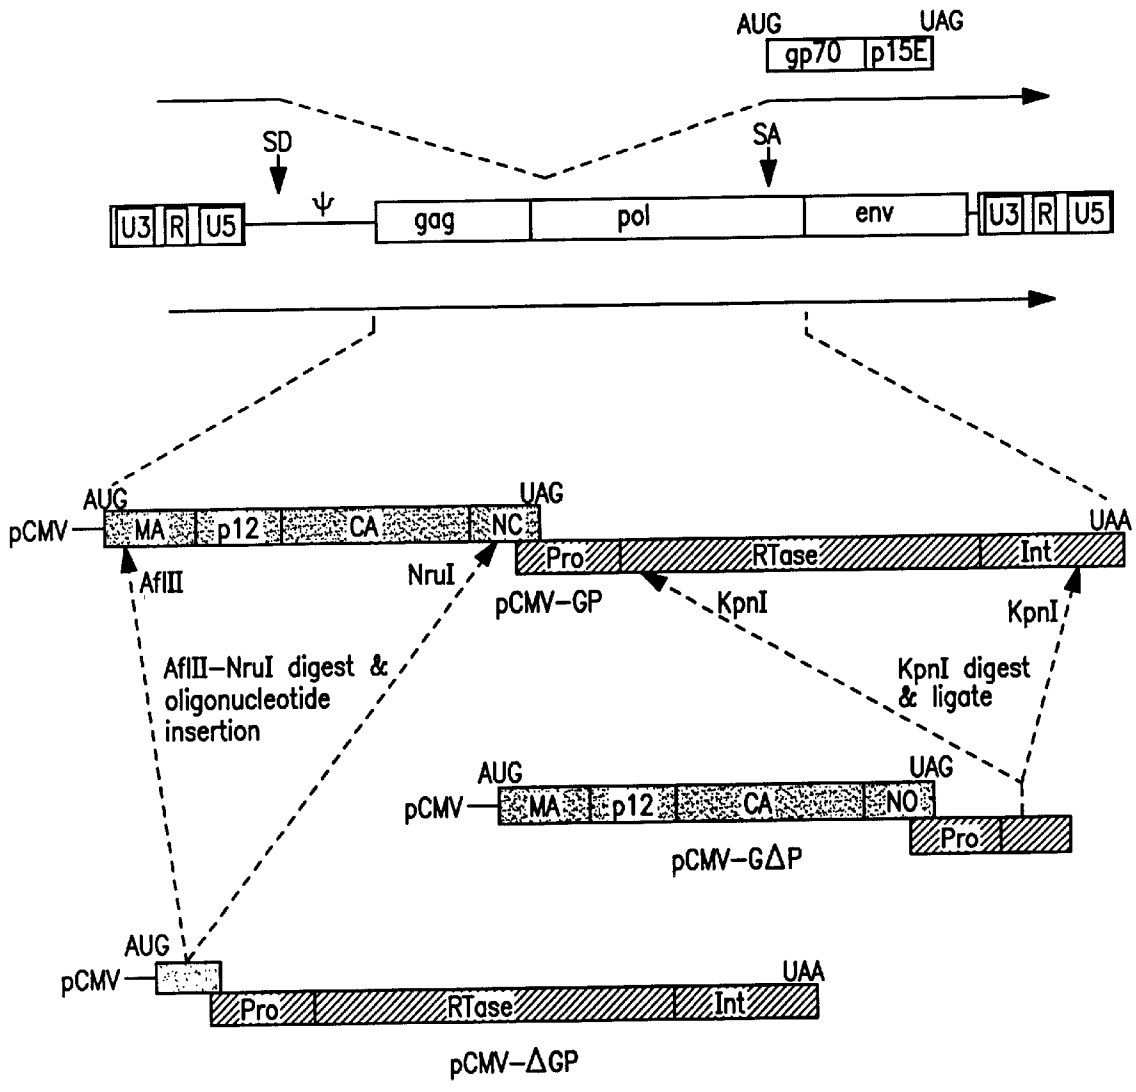 AUG UAG
gp70 p15E
SD SA
ψ
U3 R U5 gag pol env U3 R U5
AUG UAG
pCMV MA p12 CA NC UAA
Pro RTase Int
AflII NruI pCMV-GP KpnI KpnI
AflII-NruI digest &
oligonucleotide
insertion
KpnI digest
& ligate
AUG UAG
pCMV MA p12 CA NO
Pro
pCMV-GΔP
AUG
pCMV UAA
Pro RTase Int
pCMV-ΔGP